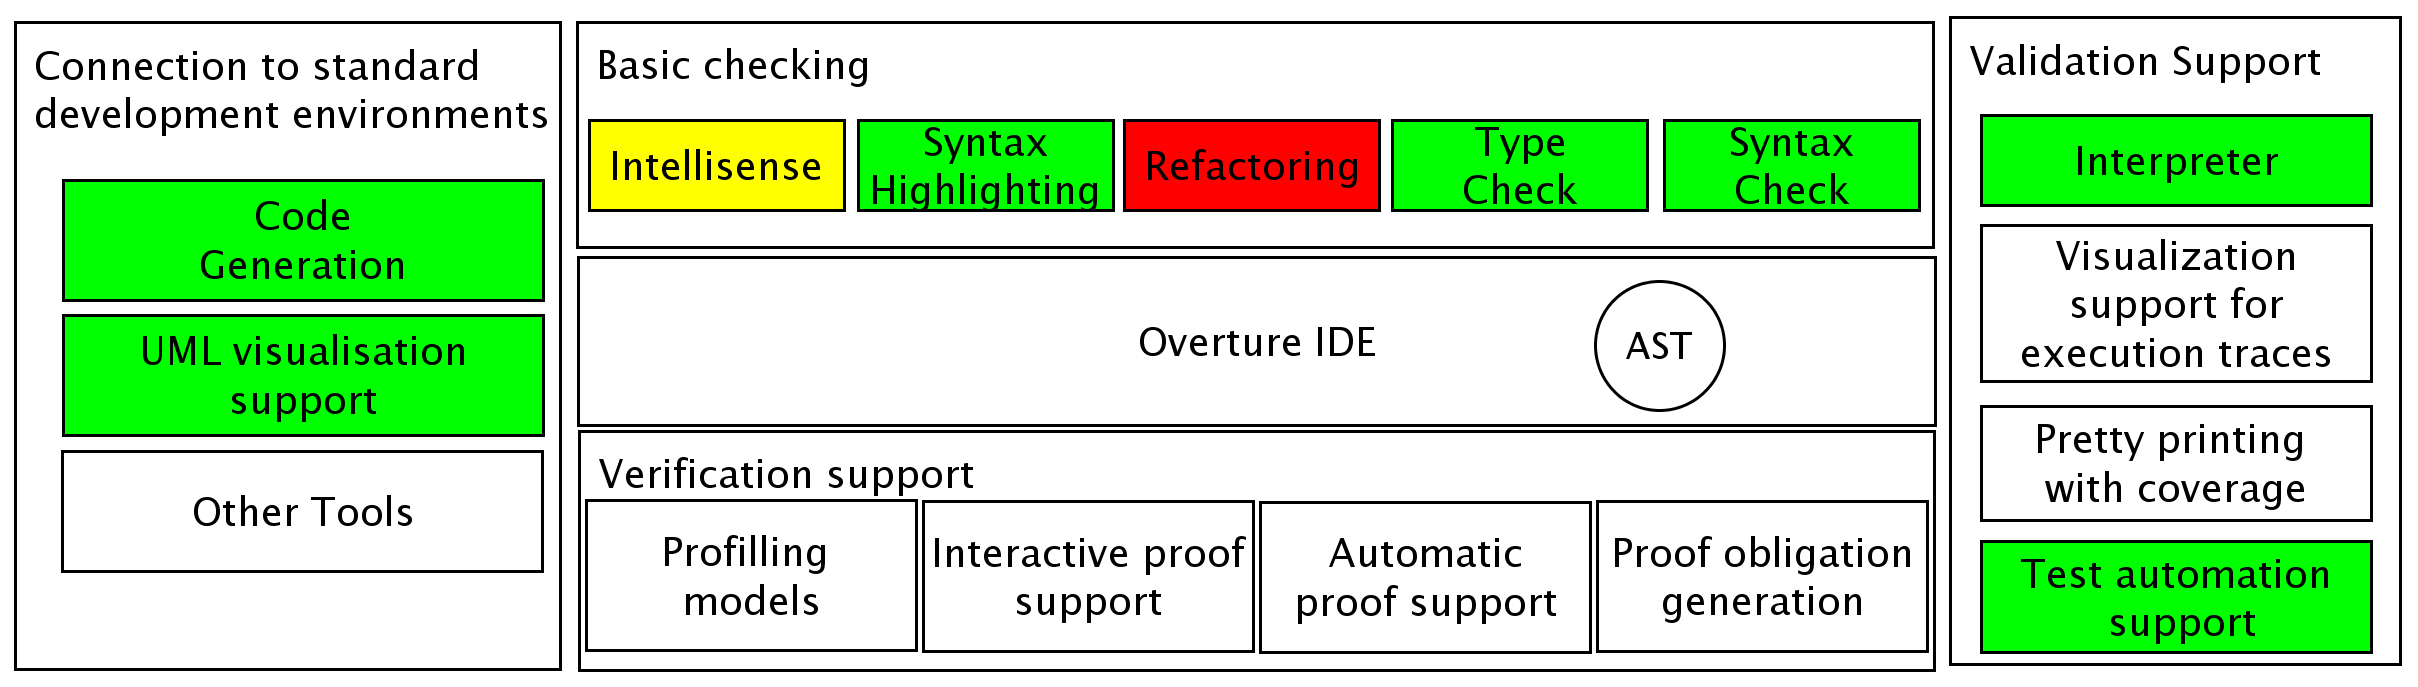 Connection to standard
development environments
Code
Generation
UML visualisation
support
Other Tools
Basic checking
Intellisense
Syntax
Highlighting
Refactoring
Type
Check
Syntax
Check
Overture IDE
AST
Verification support
Profilling
models
Interactive proof
support
Automatic
proof support
Proof obligation
generation
Validation Support
Interpreter
Visualization
support for
execution traces
Pretty printing
with coverage
Test automation
support